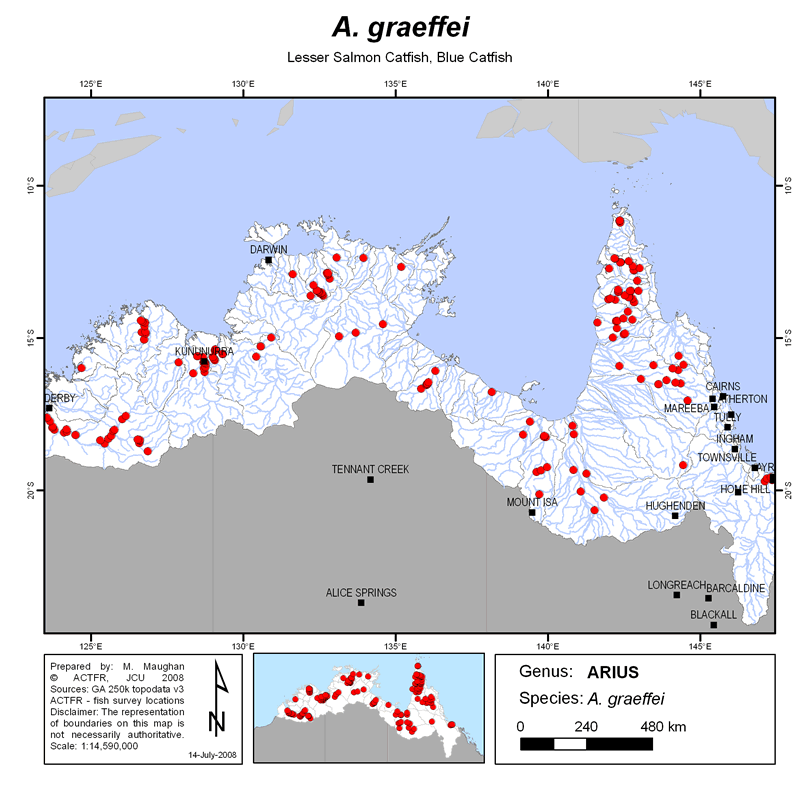 A. graeffei
Lesser Salmon Catfish, Blue Catfish
125°E 130°E 135°E 140°E 145°E
10°S 10°S
DARWIN
15°S 15°S
KUNUNURRA
CAIRNS
DERBY
ATHERTON
MAREEBA
TULLY
INGHAM
TOWNSVILLE
AYR
TENNANT CREEK
20°S 20°S
HOME HILL
MOUNT ISA
HUGHENDEN
LONGREACH
BARCALDINE
ALICE SPRINGS
BLACKALL
125°E 130°E 135°E 140°E 145°E
Prepared by: M. Maughan
© ACTFR, JCU 2008
Sources: GA 250k topodata v3
ACTFR - fish survey locations
Disclaimer: The representation
of boundaries on this map is
not necessarily authoritative.
Scale: 1:14,590,000
N
14-July-2008
Genus: ARIUS
Species: A. graeffei
0 240 480 km